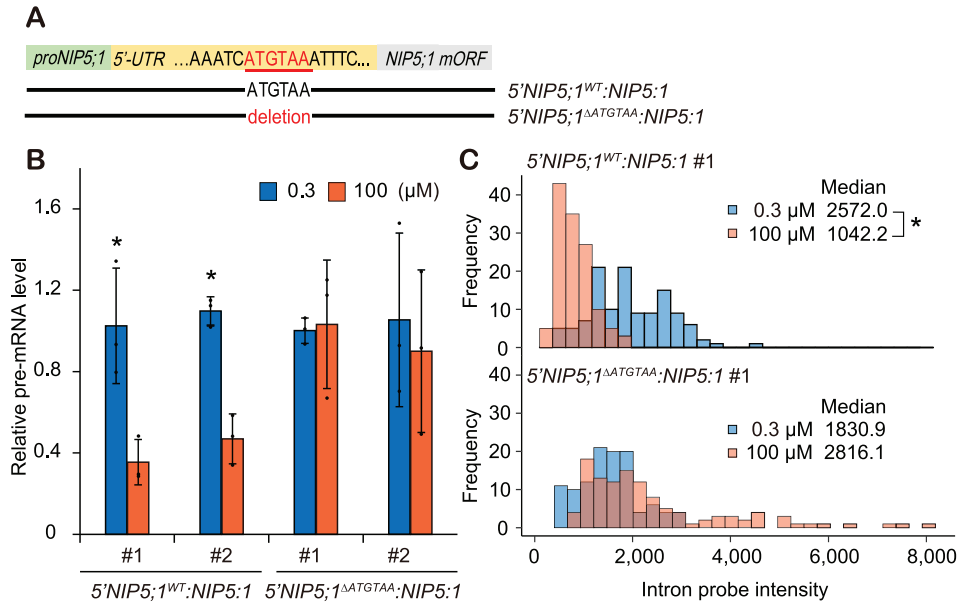 A
proNIP5;1 5'-UTR ...AAATCATGTAAATTTC... NIP5;1 mORF
ATGTAA 5'NIP5;1WT:NIP5:1
deletion 5'NIP5;1ΔATGTAA:NIP5:1
B
0.3 100 (μM)
Relative pre-mRNA level
1.6
1.2
0.8
0.4
0
*
*
#1 #2 #1 #2
5'NIP5;1WT:NIP5:1 5'NIP5;1ΔATGTAA:NIP5:1
C
5'NIP5;1WT:NIP5:1 #1
Median
0.3 μM 2572.0
100 μM 1042.2
*
Frequency
40
30
20
10
0
5'NIP5;1ΔATGTAA:NIP5:1 #1
Median
0.3 μM 1830.9
100 μM 2816.1
Frequency
40
30
20
10
0
0 2,000 4,000 6,000 8,000
Intron probe intensity